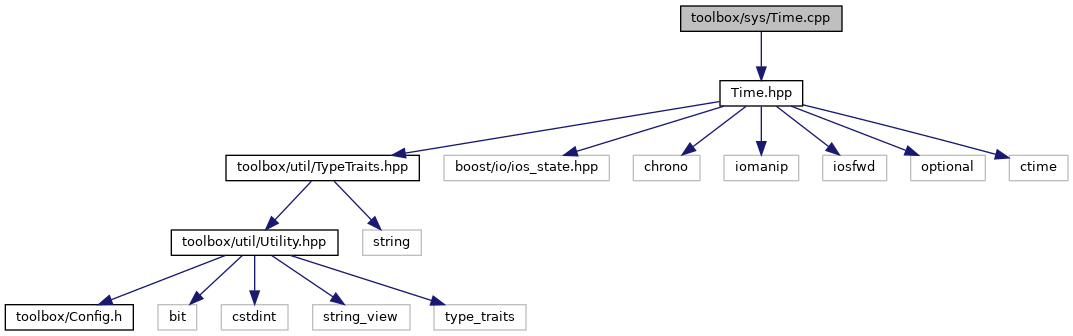 toolbox/sys/Time.cpp
Time.hpp
toolbox/util/TypeTraits.hpp
boost/io/ios_state.hpp
chrono
iomanip
iosfwd
optional
ctime
toolbox/util/Utility.hpp
string
toolbox/Config.h
bit
cstdint
string_view
type_traits